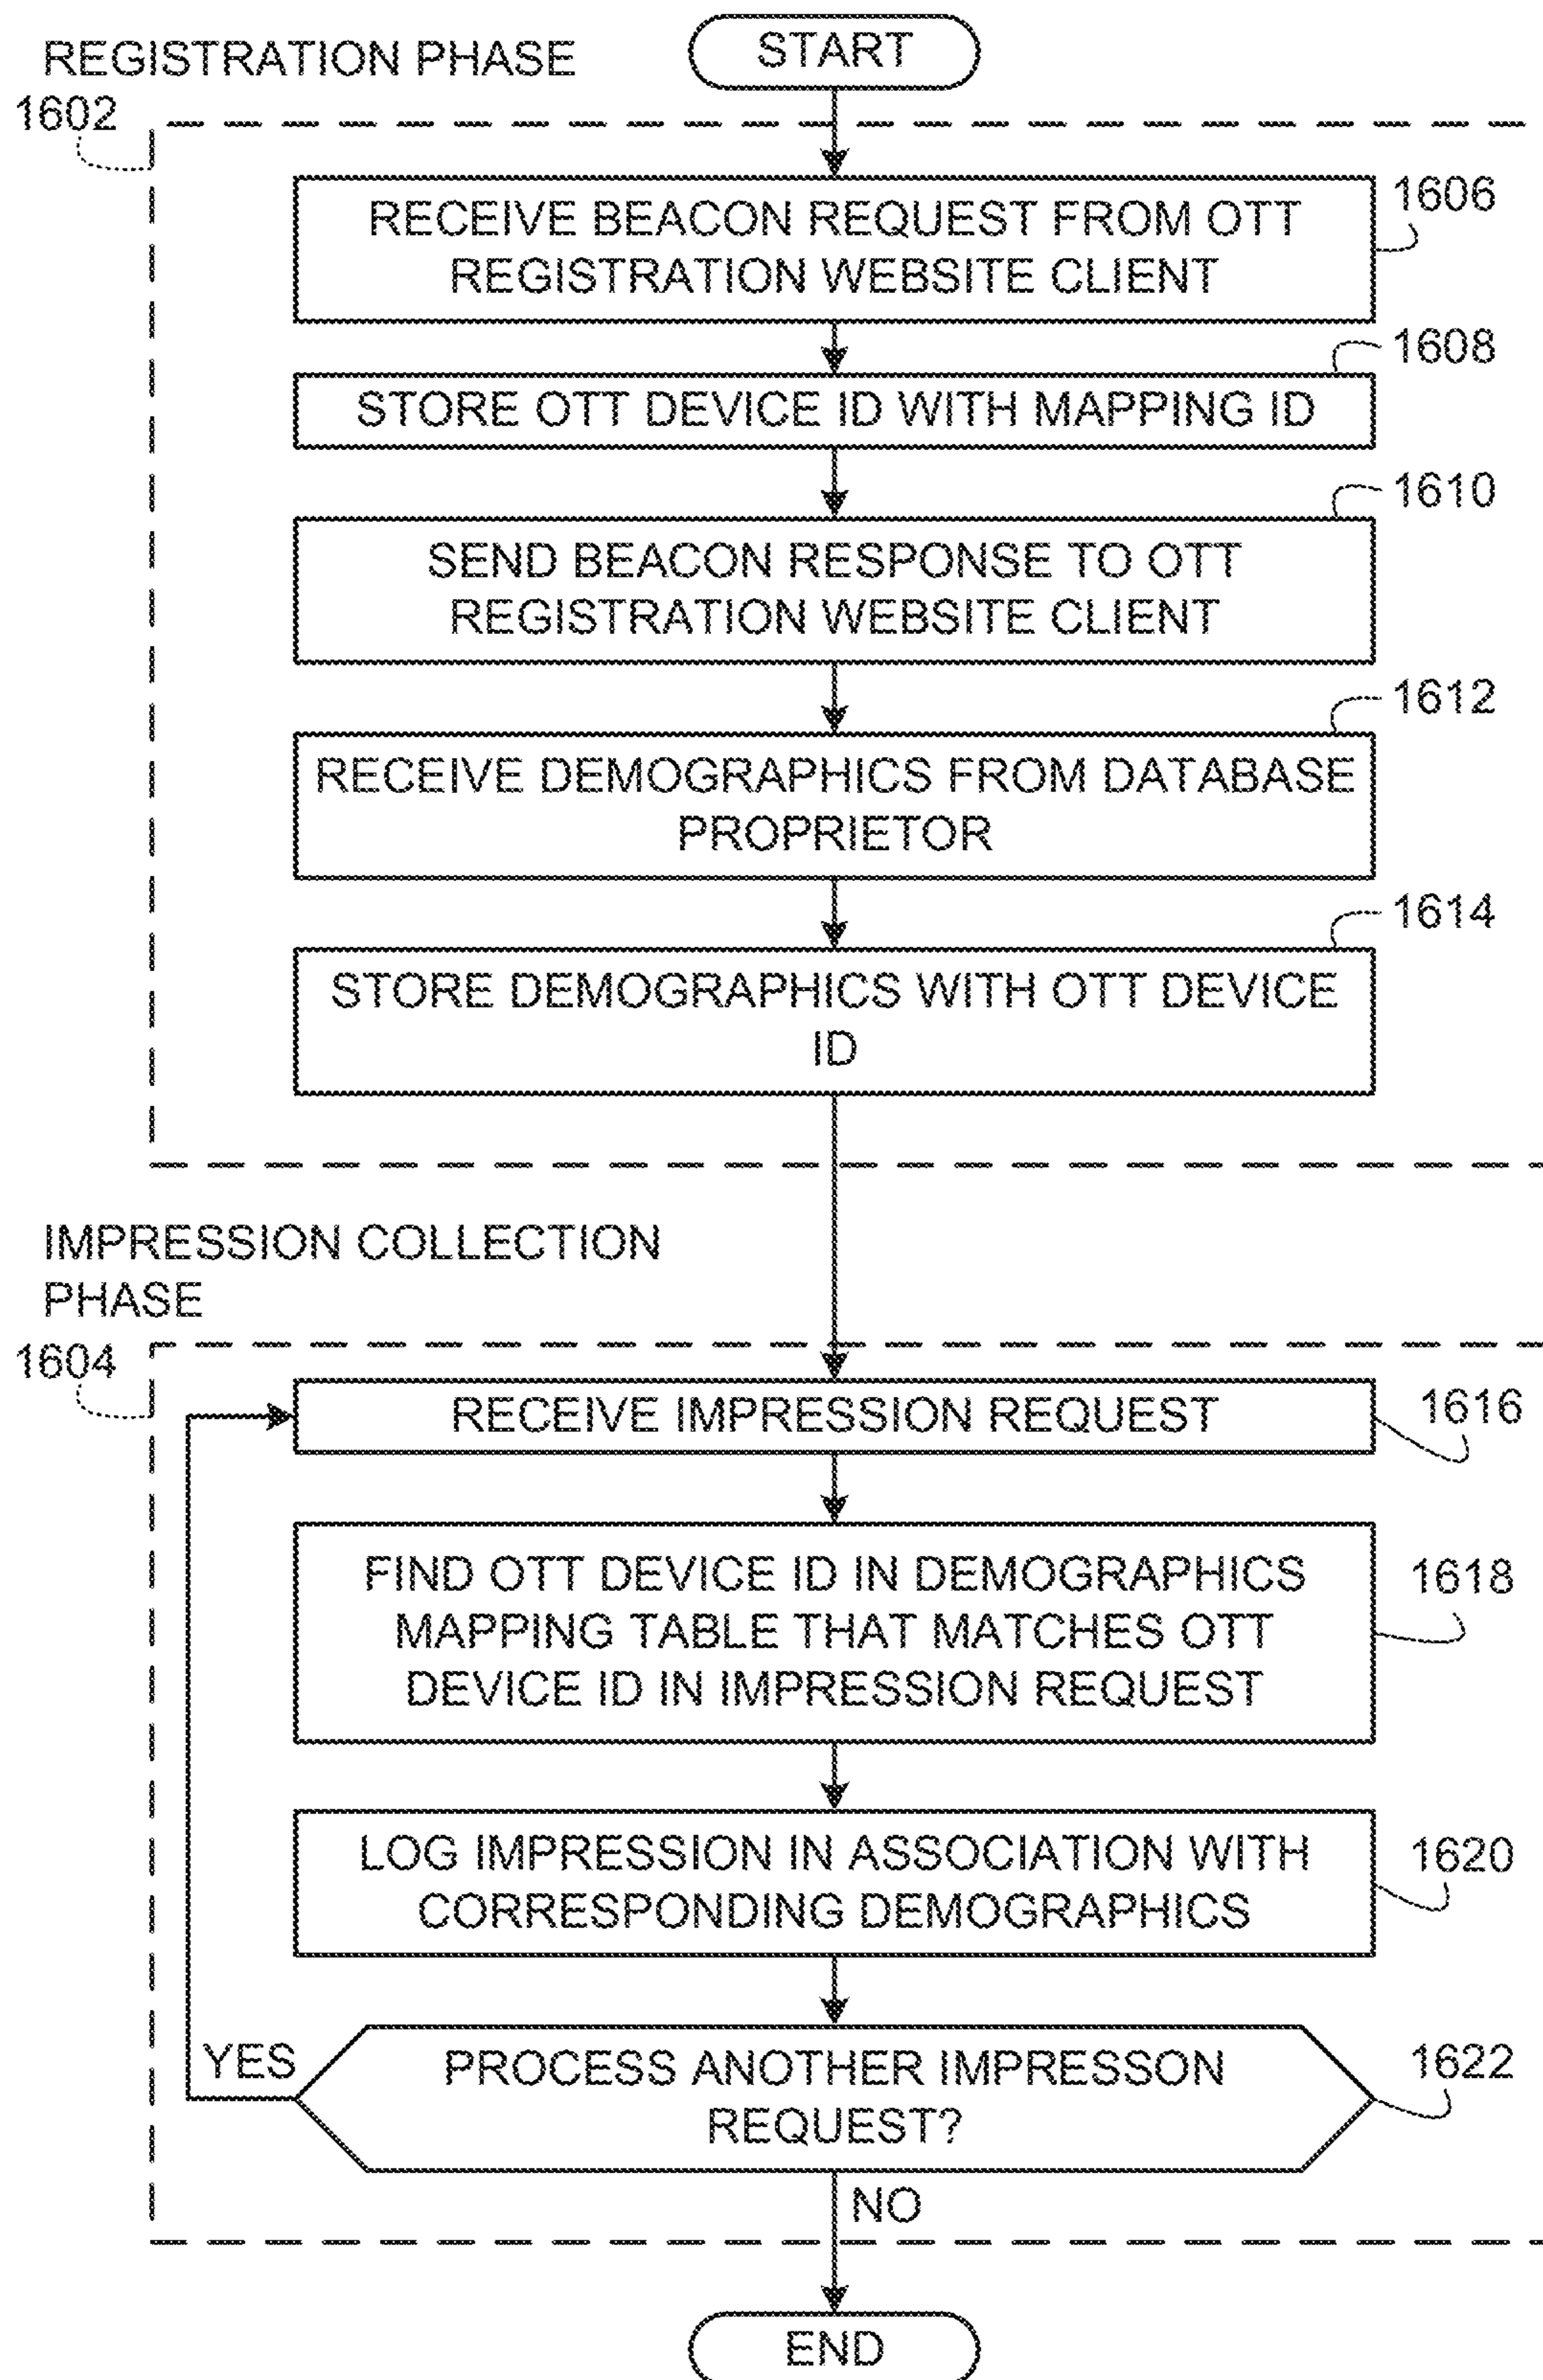 START
REGISTRATION PHASE
1602
RECEIVE BEACON REQUEST FROM OTT
REGISTRATION WEBSITE CLIENT
1606
1608
STORE OTT DEVICE ID WITH MAPPING ID
1610
SEND BEACON RESPONSE TO OTT
REGISTRATION WEBSITE CLIENT
1612
RECEIVE DEMOGRAPHICS FROM DATABASE
PROPRIETOR
1614
STORE DEMOGRAPHICS WITH OTT DEVICE
ID
IMPRESSION COLLECTION
PHASE
1604
RECEIVE IMPRESSION REQUEST
1616
FIND OTT DEVICE ID IN DEMOGRAPHICS
MAPPING TABLE THAT MATCHES OTT
DEVICE ID IN IMPRESSION REQUEST
1618
LOG IMPRESSION IN ASSOCIATION WITH
CORRESPONDING DEMOGRAPHICS
1620
YES
PROCESS ANOTHER IMPRESSON
REQUEST?
1622
NO
END